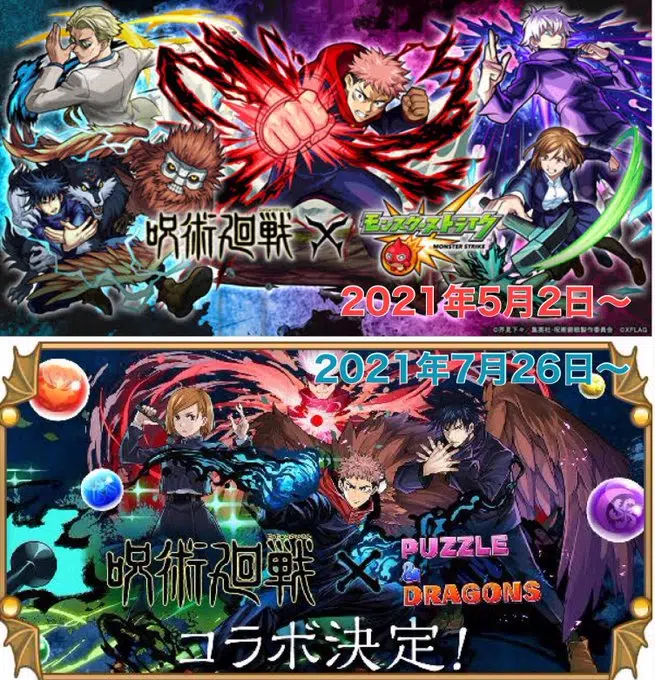 呪術廻戦×モンスターストライク
MONSTER STRIKE
2021年5月2日～
©芥見下々／集英社・呪術廻戦製作委員会 ©XFLAG
2021年7月26日～
呪術廻戦×PUZZLE
&
DRAGONS
コラボ決定!